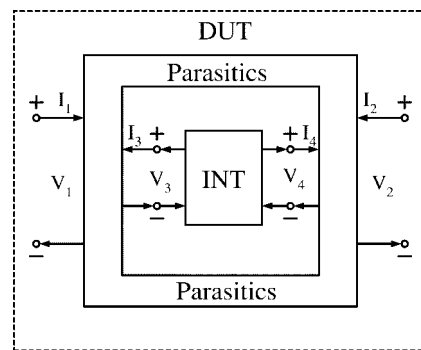 DUT
Parasitics
+ I₁ I₂ +
I₃ + + I₄
V₁ V₃ INT V₄ V₂
− −
− −
Parasitics